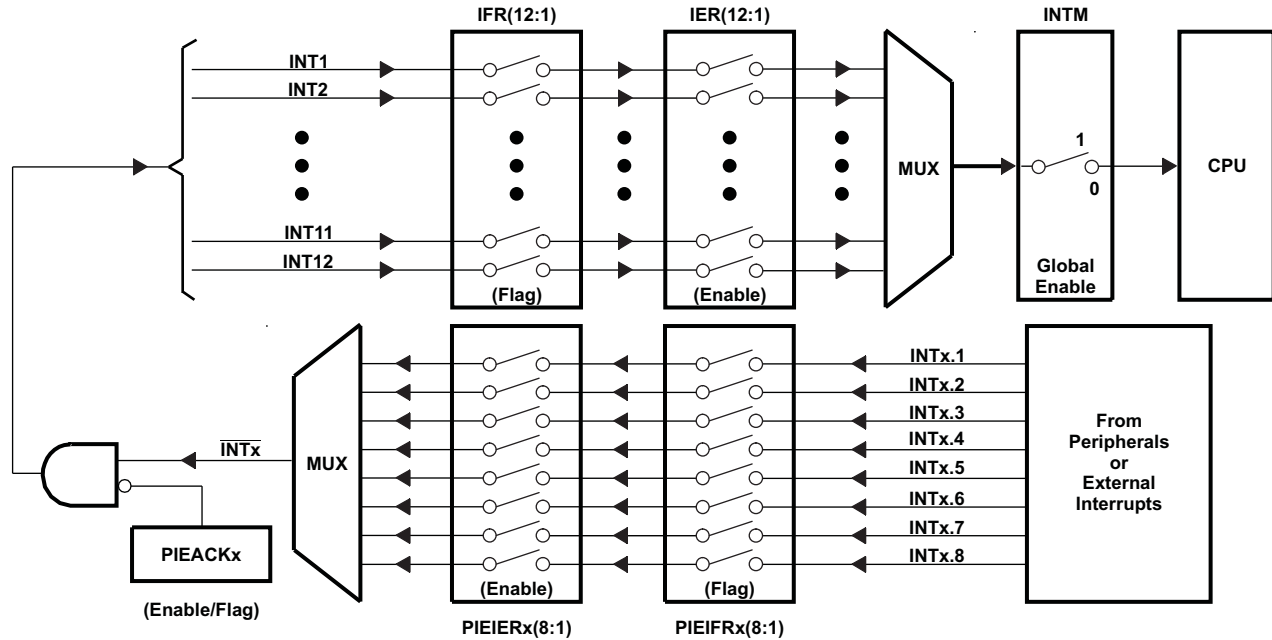 IFR(12:1)
IER(12:1)
INTM
INT1
INT2
INT11
INT12
(Flag)
(Enable)
MUX
1
0
Global
Enable
CPU
INTx
MUX
PIEACKx
(Enable/Flag)
(Enable)
PIEIERx(8:1)
(Flag)
PIEIFRx(8:1)
INTx.1
INTx.2
INTx.3
INTx.4
INTx.5
INTx.6
INTx.7
INTx.8
From
Peripherals
or
External
Interrupts